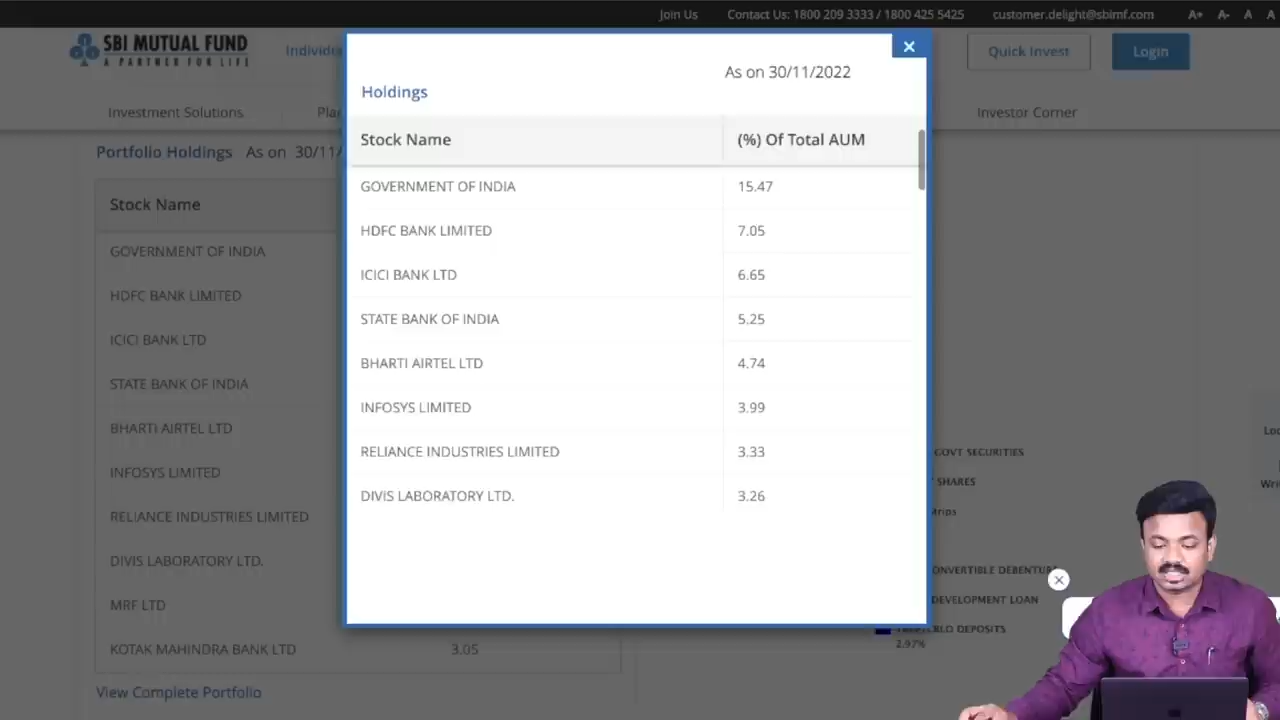 Join Us Contact Us: 1800 209 3333 / 1800 425 5425 customer.delight@sbimf.com A+ A- A A
SBI MUTUAL FUND
A PARTNER FOR LIFE
Quick Invest Login
Investment Solutions Investor Corner
Portfolio Holdings As on 30/11/
Stock Name
GOVERNMENT OF INDIA
HDFC BANK LIMITED
ICICI BANK LTD
STATE BANK OF INDIA
BHARTI AIRTEL LTD
INFOSYS LIMITED
RELIANCE INDUSTRIES LIMITED
DIVIS LABORATORY LTD.
MRF LTD
KOTAK MAHINDRA BANK LTD 3.05
View Complete Portfolio
As on 30/11/2022
Holdings
Stock Name (%) Of Total AUM
GOVERNMENT OF INDIA 15.47
HDFC BANK LIMITED 7.05
ICICI BANK LTD 6.65
STATE BANK OF INDIA 5.25
BHARTI AIRTEL LTD 4.74
INFOSYS LIMITED 3.99
RELIANCE INDUSTRIES LIMITED 3.33
DIVIS LABORATORY LTD. 3.26
GOVT SECURITIES
SHARES
DEVELOPMENT LOAN
DEPOSITS
2.97%